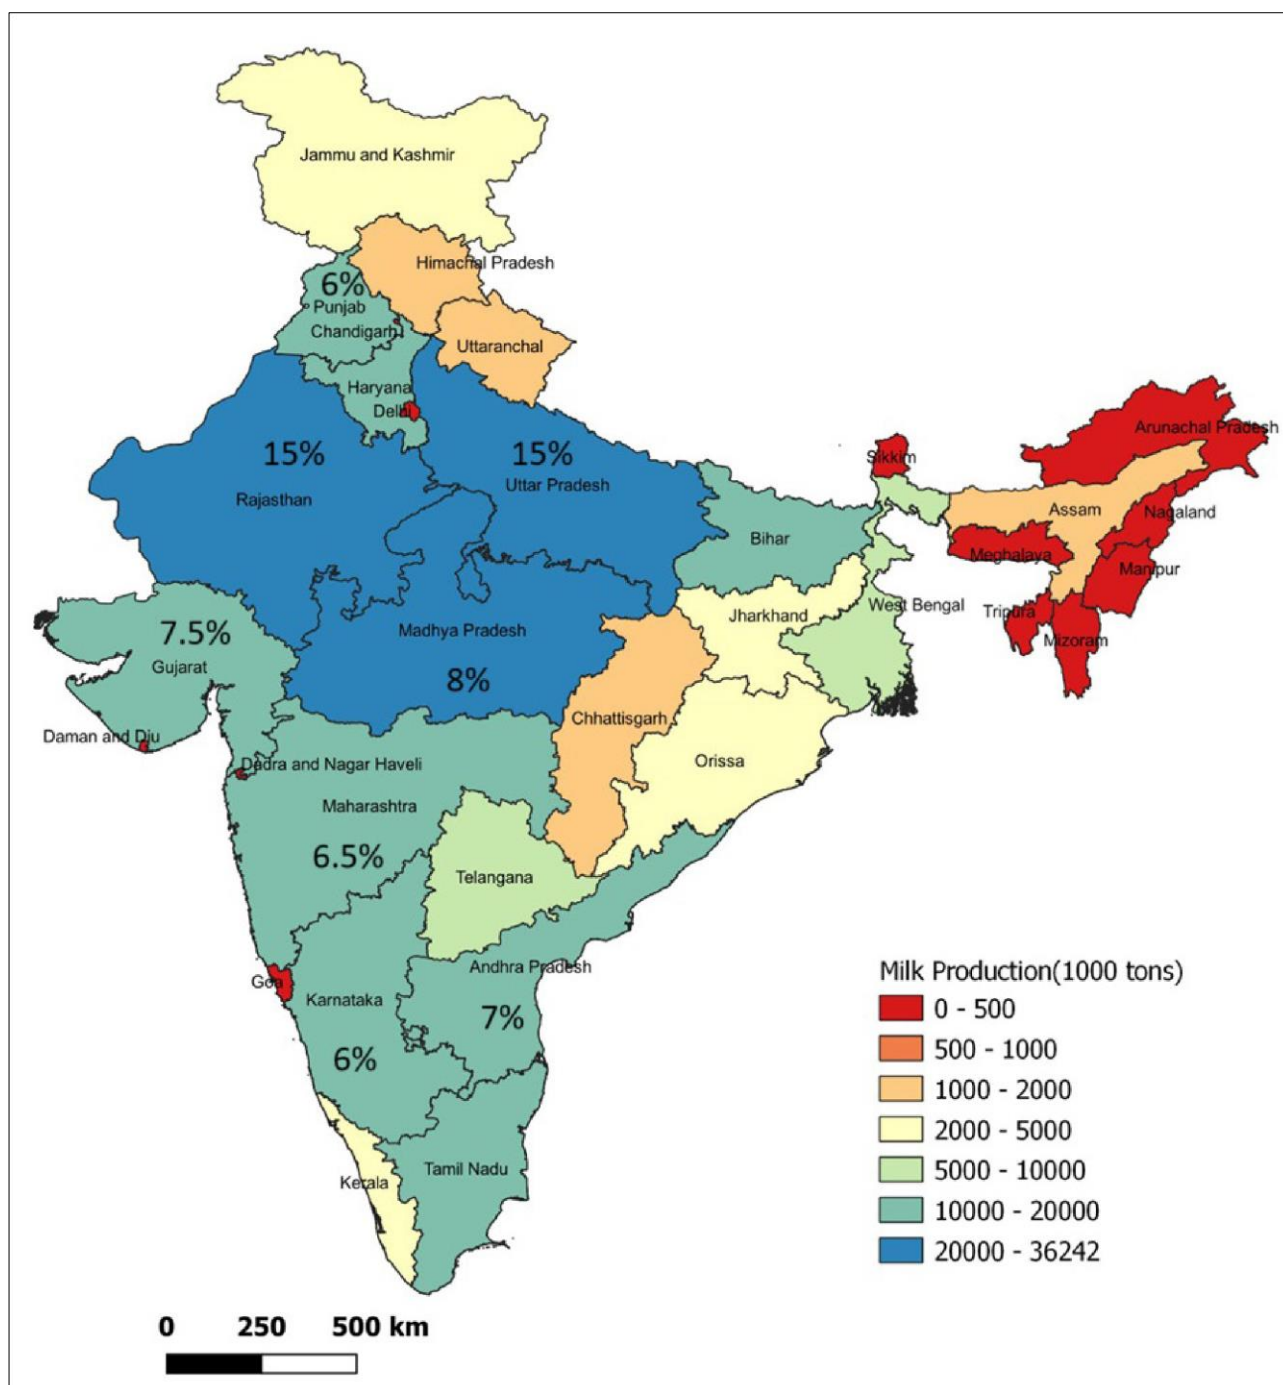 Jammu and Kashmir
Himachal Pradesh
6%
Punjab
Chandigarh
Uttaranchal
Haryana
Delhi
15%
Rajasthan
15%
Uttar Pradesh
Sikkim
Arunachal Pradesh
Assam
Nagaland
Bihar
Meghalaya
Manipur
Tripura
Mizoram
Jharkhand
West Bengal
Madhya Pradesh
8%
7.5%
Gujarat
Chhattisgarh
Daman and Diu
Dadra and Nagar Haveli
Orissa
Maharashtra
6.5%
Telangana
Andhra Pradesh
7%
Goa
Karnataka
6%
Kerala
Tamil Nadu
Milk Production(1000 tons)
0 - 500
500 - 1000
1000 - 2000
2000 - 5000
5000 - 10000
10000 - 20000
20000 - 36242
0 250 500 km